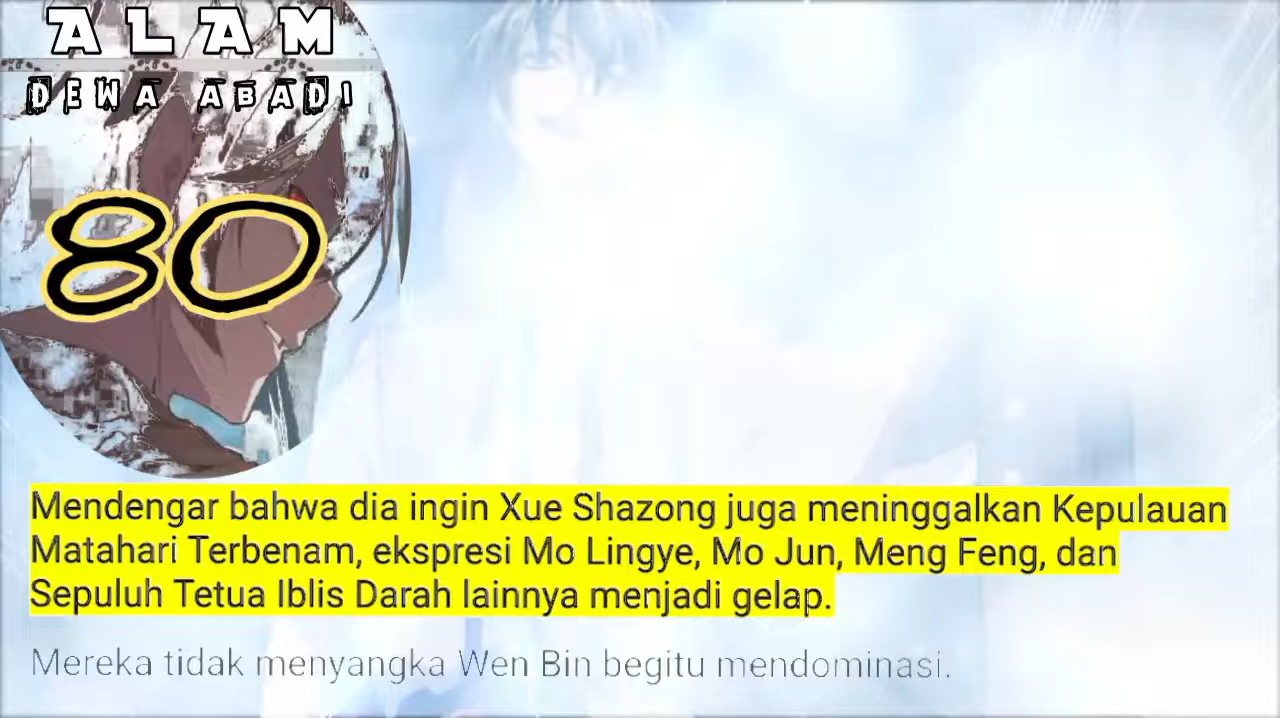 ALAM
DEWA ABADI
80
Mendengar bahwa dia ingin Xue Shazong juga meninggalkan Kepulauan
Matahari Terbenam, ekspresi Mo Lingye, Mo Jun, Meng Feng, dan
Sepuluh Tetua Iblis Darah lainnya menjadi gelap.
Mereka tidak menyangka Wen Bin begitu mendominasi.